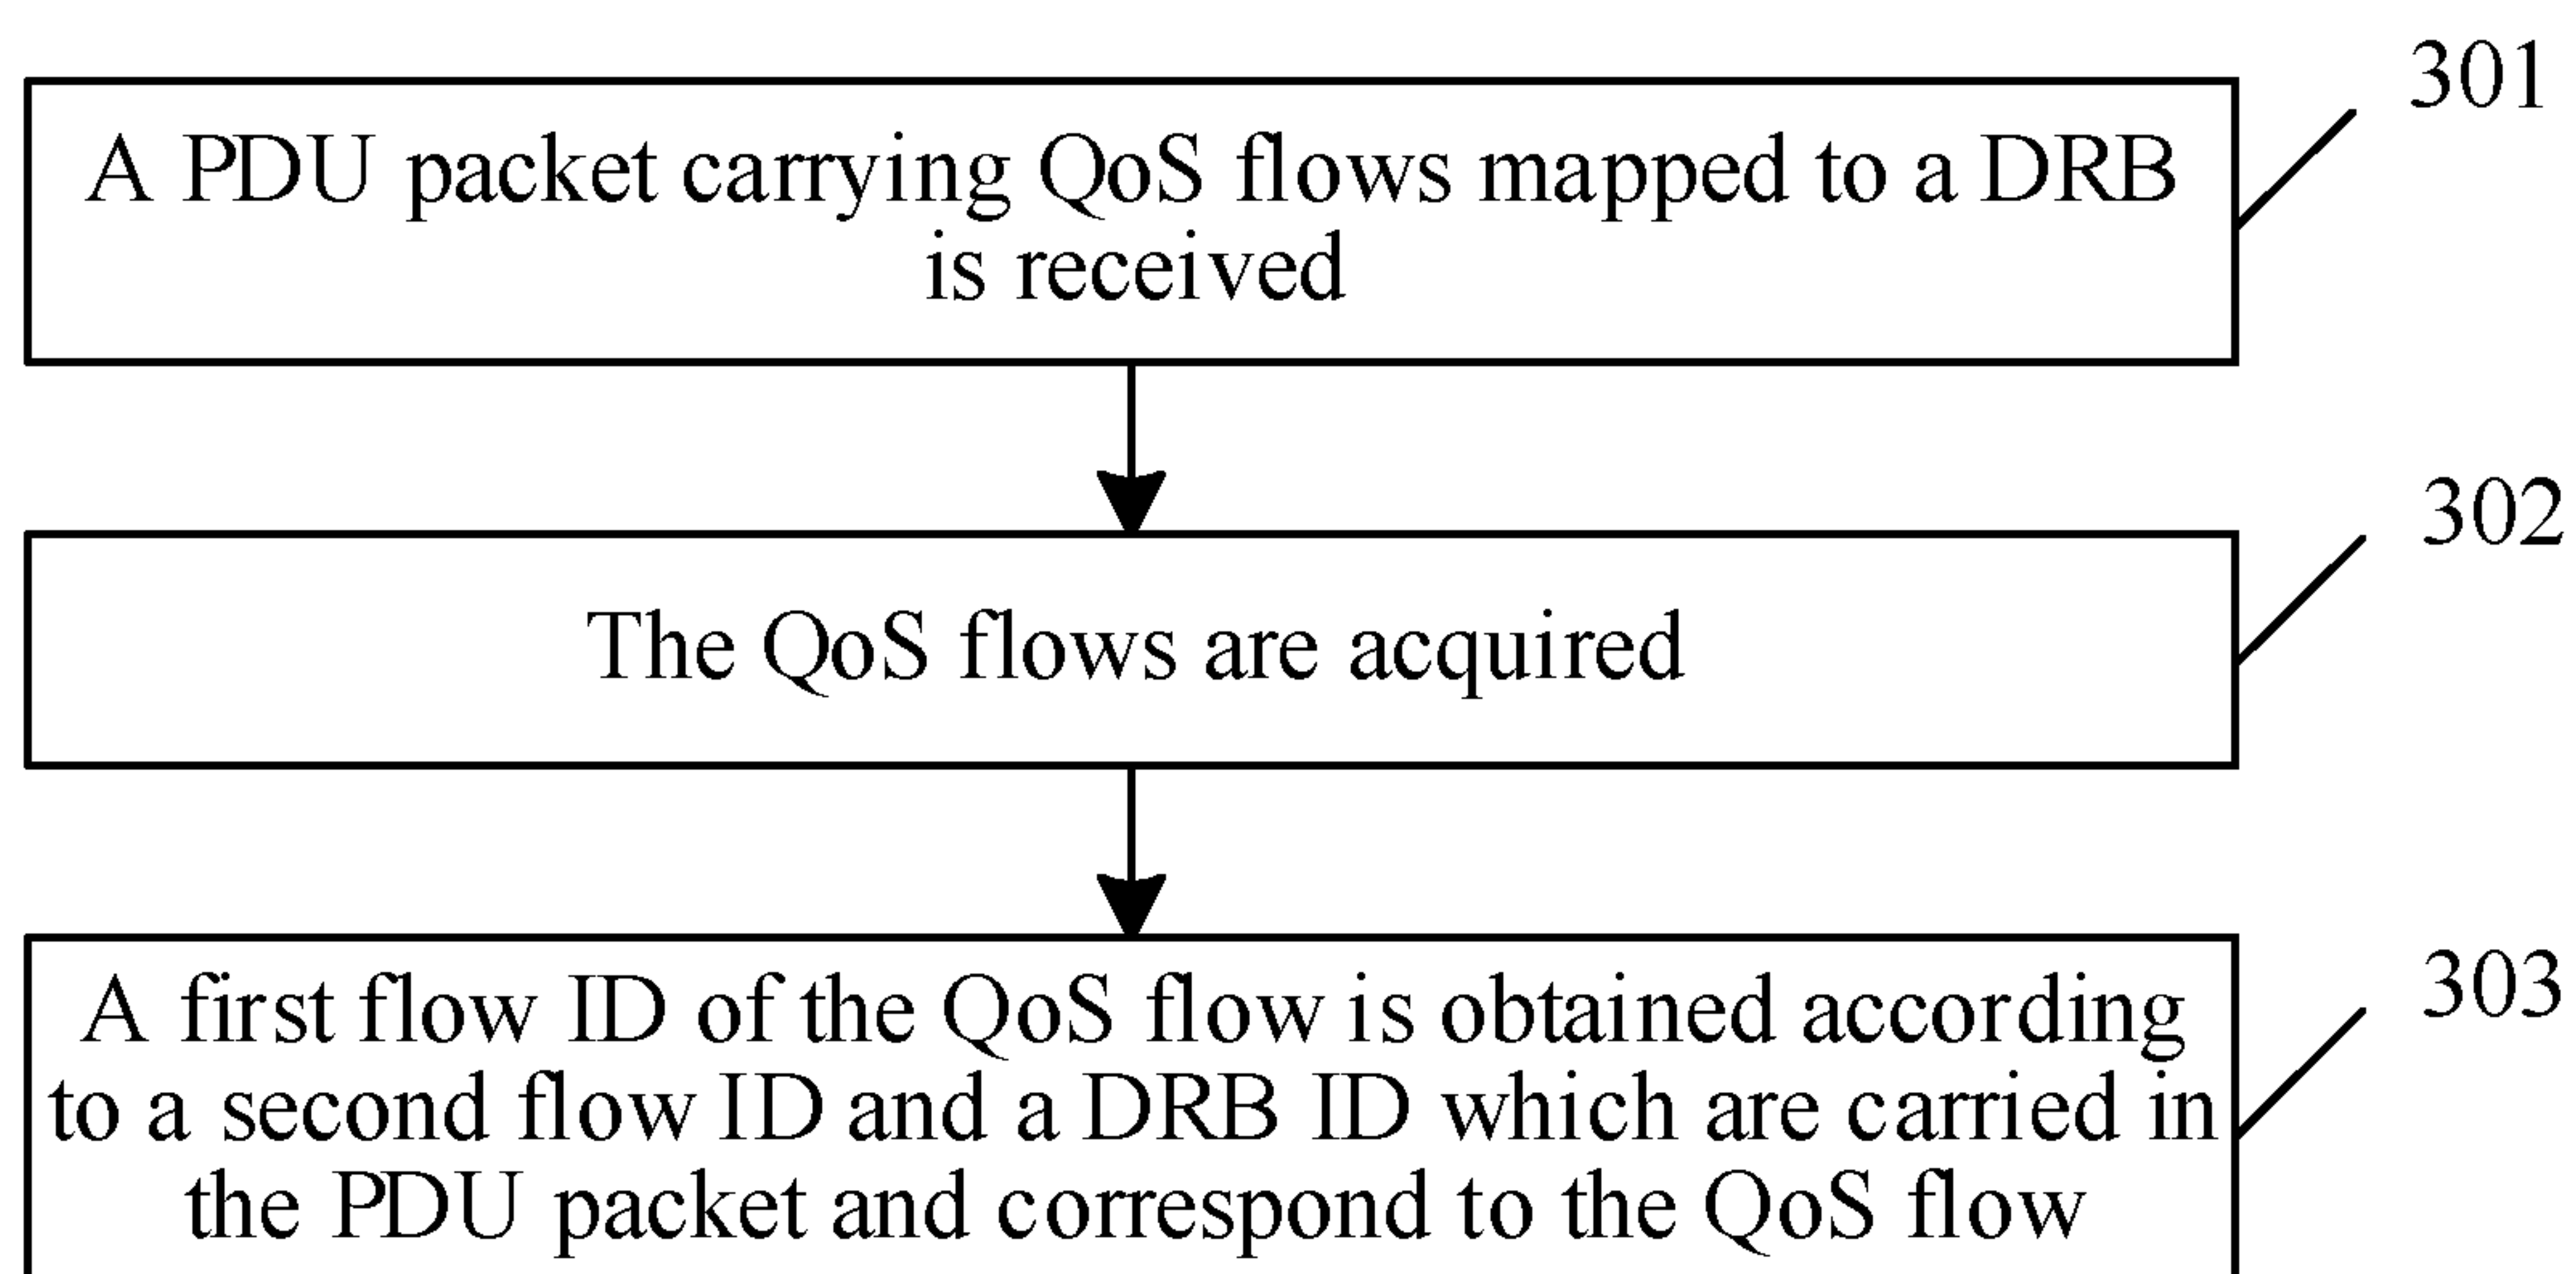 301
A PDU packet carrying QoS flows mapped to a DRB
is received
302
The QoS flows are acquired
303
A first flow ID of the QoS flow is obtained according
to a second flow ID and a DRB ID which are carried in
the PDU packet and correspond to the QoS flow